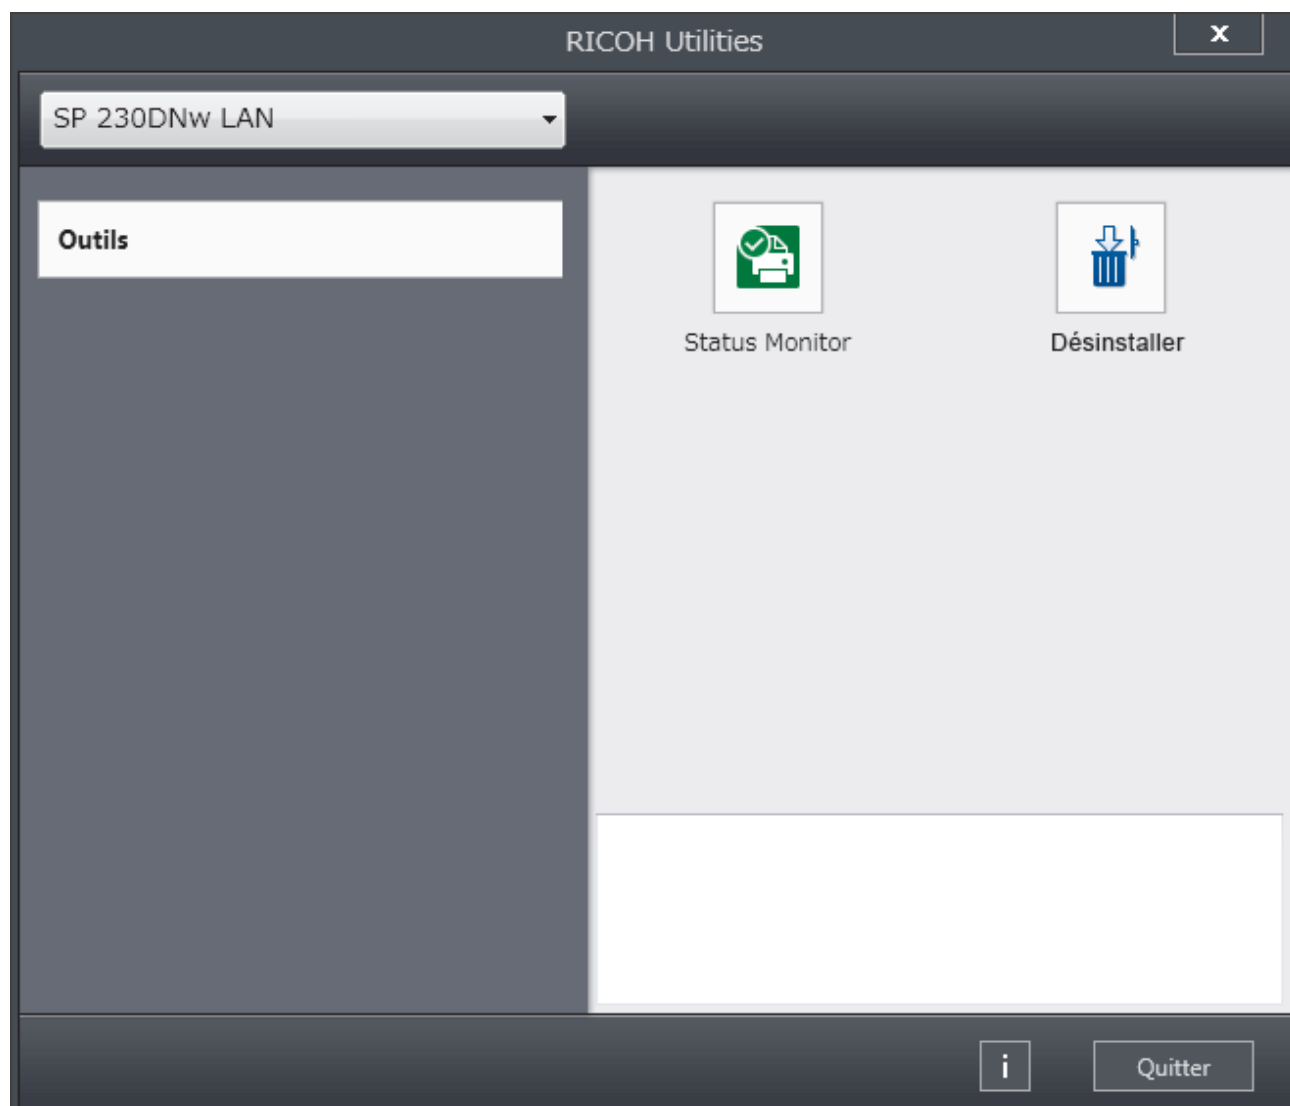 RICOH Utilities
x
SP 230DNw LAN
Outils
Status Monitor
Désinstaller
i
Quitter